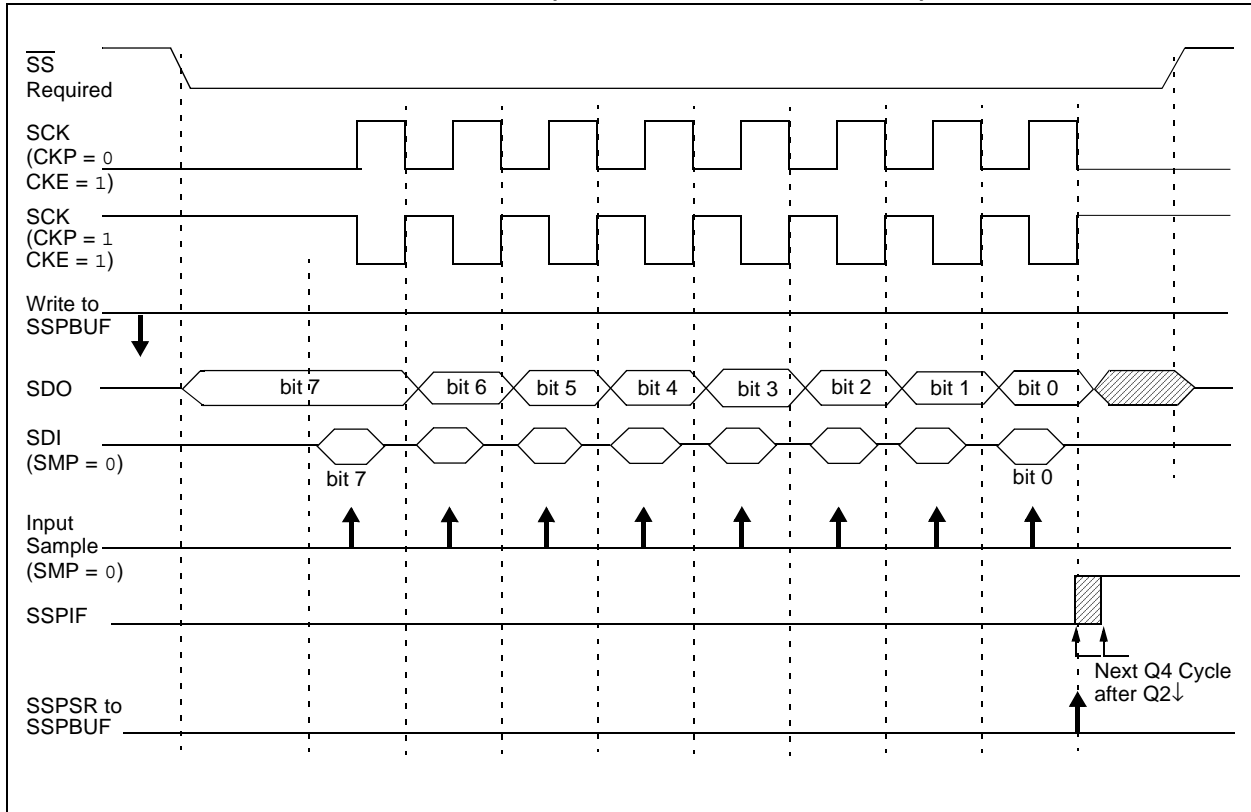 SS
Required
SCK
(CKP = 0
CKE = 1)
SCK
(CKP = 1
CKE = 1)
Write to
SSPBUF
SDO
bit 7
bit 6
bit 5
bit 4
bit 3
bit 2
bit 1
bit 0
SDI
(SMP = 0)
bit 7
bit 0
Input
Sample
(SMP = 0)
SSPIF
Next Q4 Cycle
after Q2↓
SSPSR to
SSPBUF